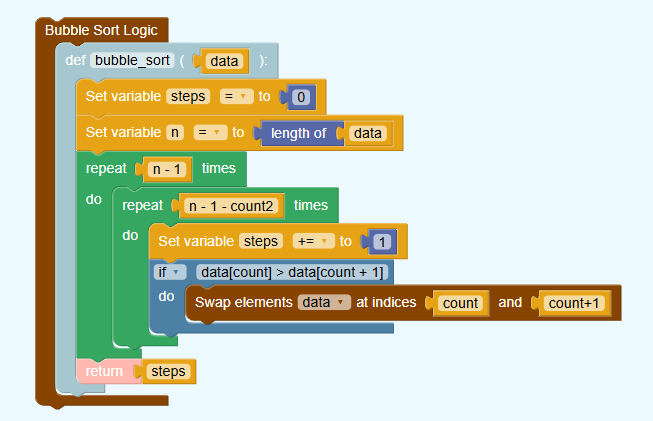 Bubble Sort Logic
def bubble_sort ( data ):
Set variable steps = to 0
Set variable n = to length of data
repeat n - 1 times
do repeat n - 1 - count2 times
do Set variable steps += to 1
if data[count] > data[count + 1]
do Swap elements data at indices count and count+1
return steps